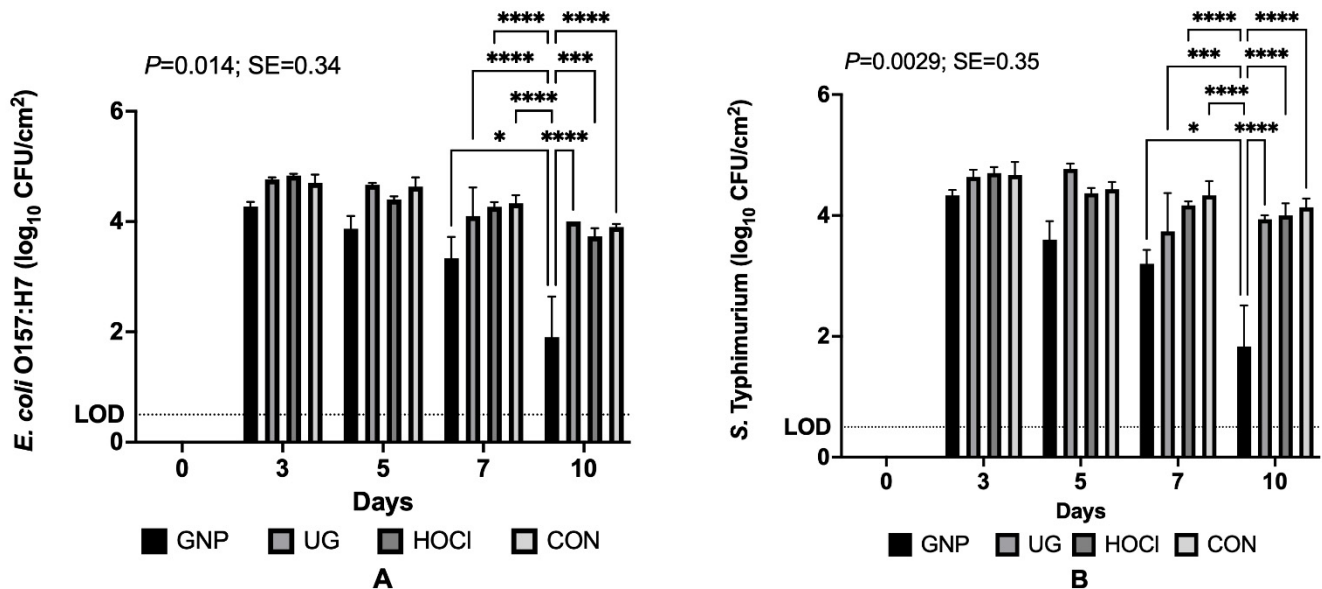 P=0.014; SE=0.34
**** 
**** ***
****
* ****
E. coli O157:H7 (log10 CFU/cm2)
6
4
2
LOD
0
0 3 5 7 10
Days
GNP UG HOCl CON
A
P=0.0029; SE=0.35
**** ****
*** ****
****
* ****
S. Typhimurium (log10 CFU/cm2)
6
4
2
LOD
0
0 3 5 7 10
Days
GNP UG HOCl CON
B